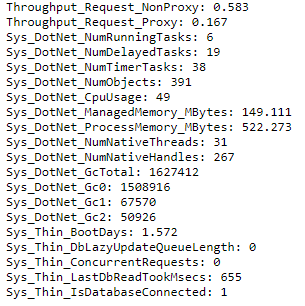 Throughput_Request_NonProxy: 0.583
Throughput_Request_Proxy: 0.167
Sys_DotNet_NumRunningTasks: 6
Sys_DotNet_NumDelayedTasks: 19
Sys_DotNet_NumTimerTasks: 38
Sys_DotNet_NumObjects: 391
Sys_DotNet_CpuUsage: 49
Sys_DotNet_ManagedMemory_MBytes: 149.111
Sys_DotNet_ProcessMemory_MBytes: 522.273
Sys_DotNet_NumNativeThreads: 31
Sys_DotNet_NumNativeHandles: 267
Sys_DotNet_GcTotal: 1627412
Sys_DotNet_Gc0: 1508916
Sys_DotNet_Gc1: 67570
Sys_DotNet_Gc2: 50926
Sys_Thin_BootDays: 1.572
Sys_Thin_DbLazyUpdateQueueLength: 0
Sys_Thin_ConcurrentRequests: 0
Sys_Thin_LastDbReadTookMsecs: 655
Sys_Thin_IsDatabaseConnected: 1